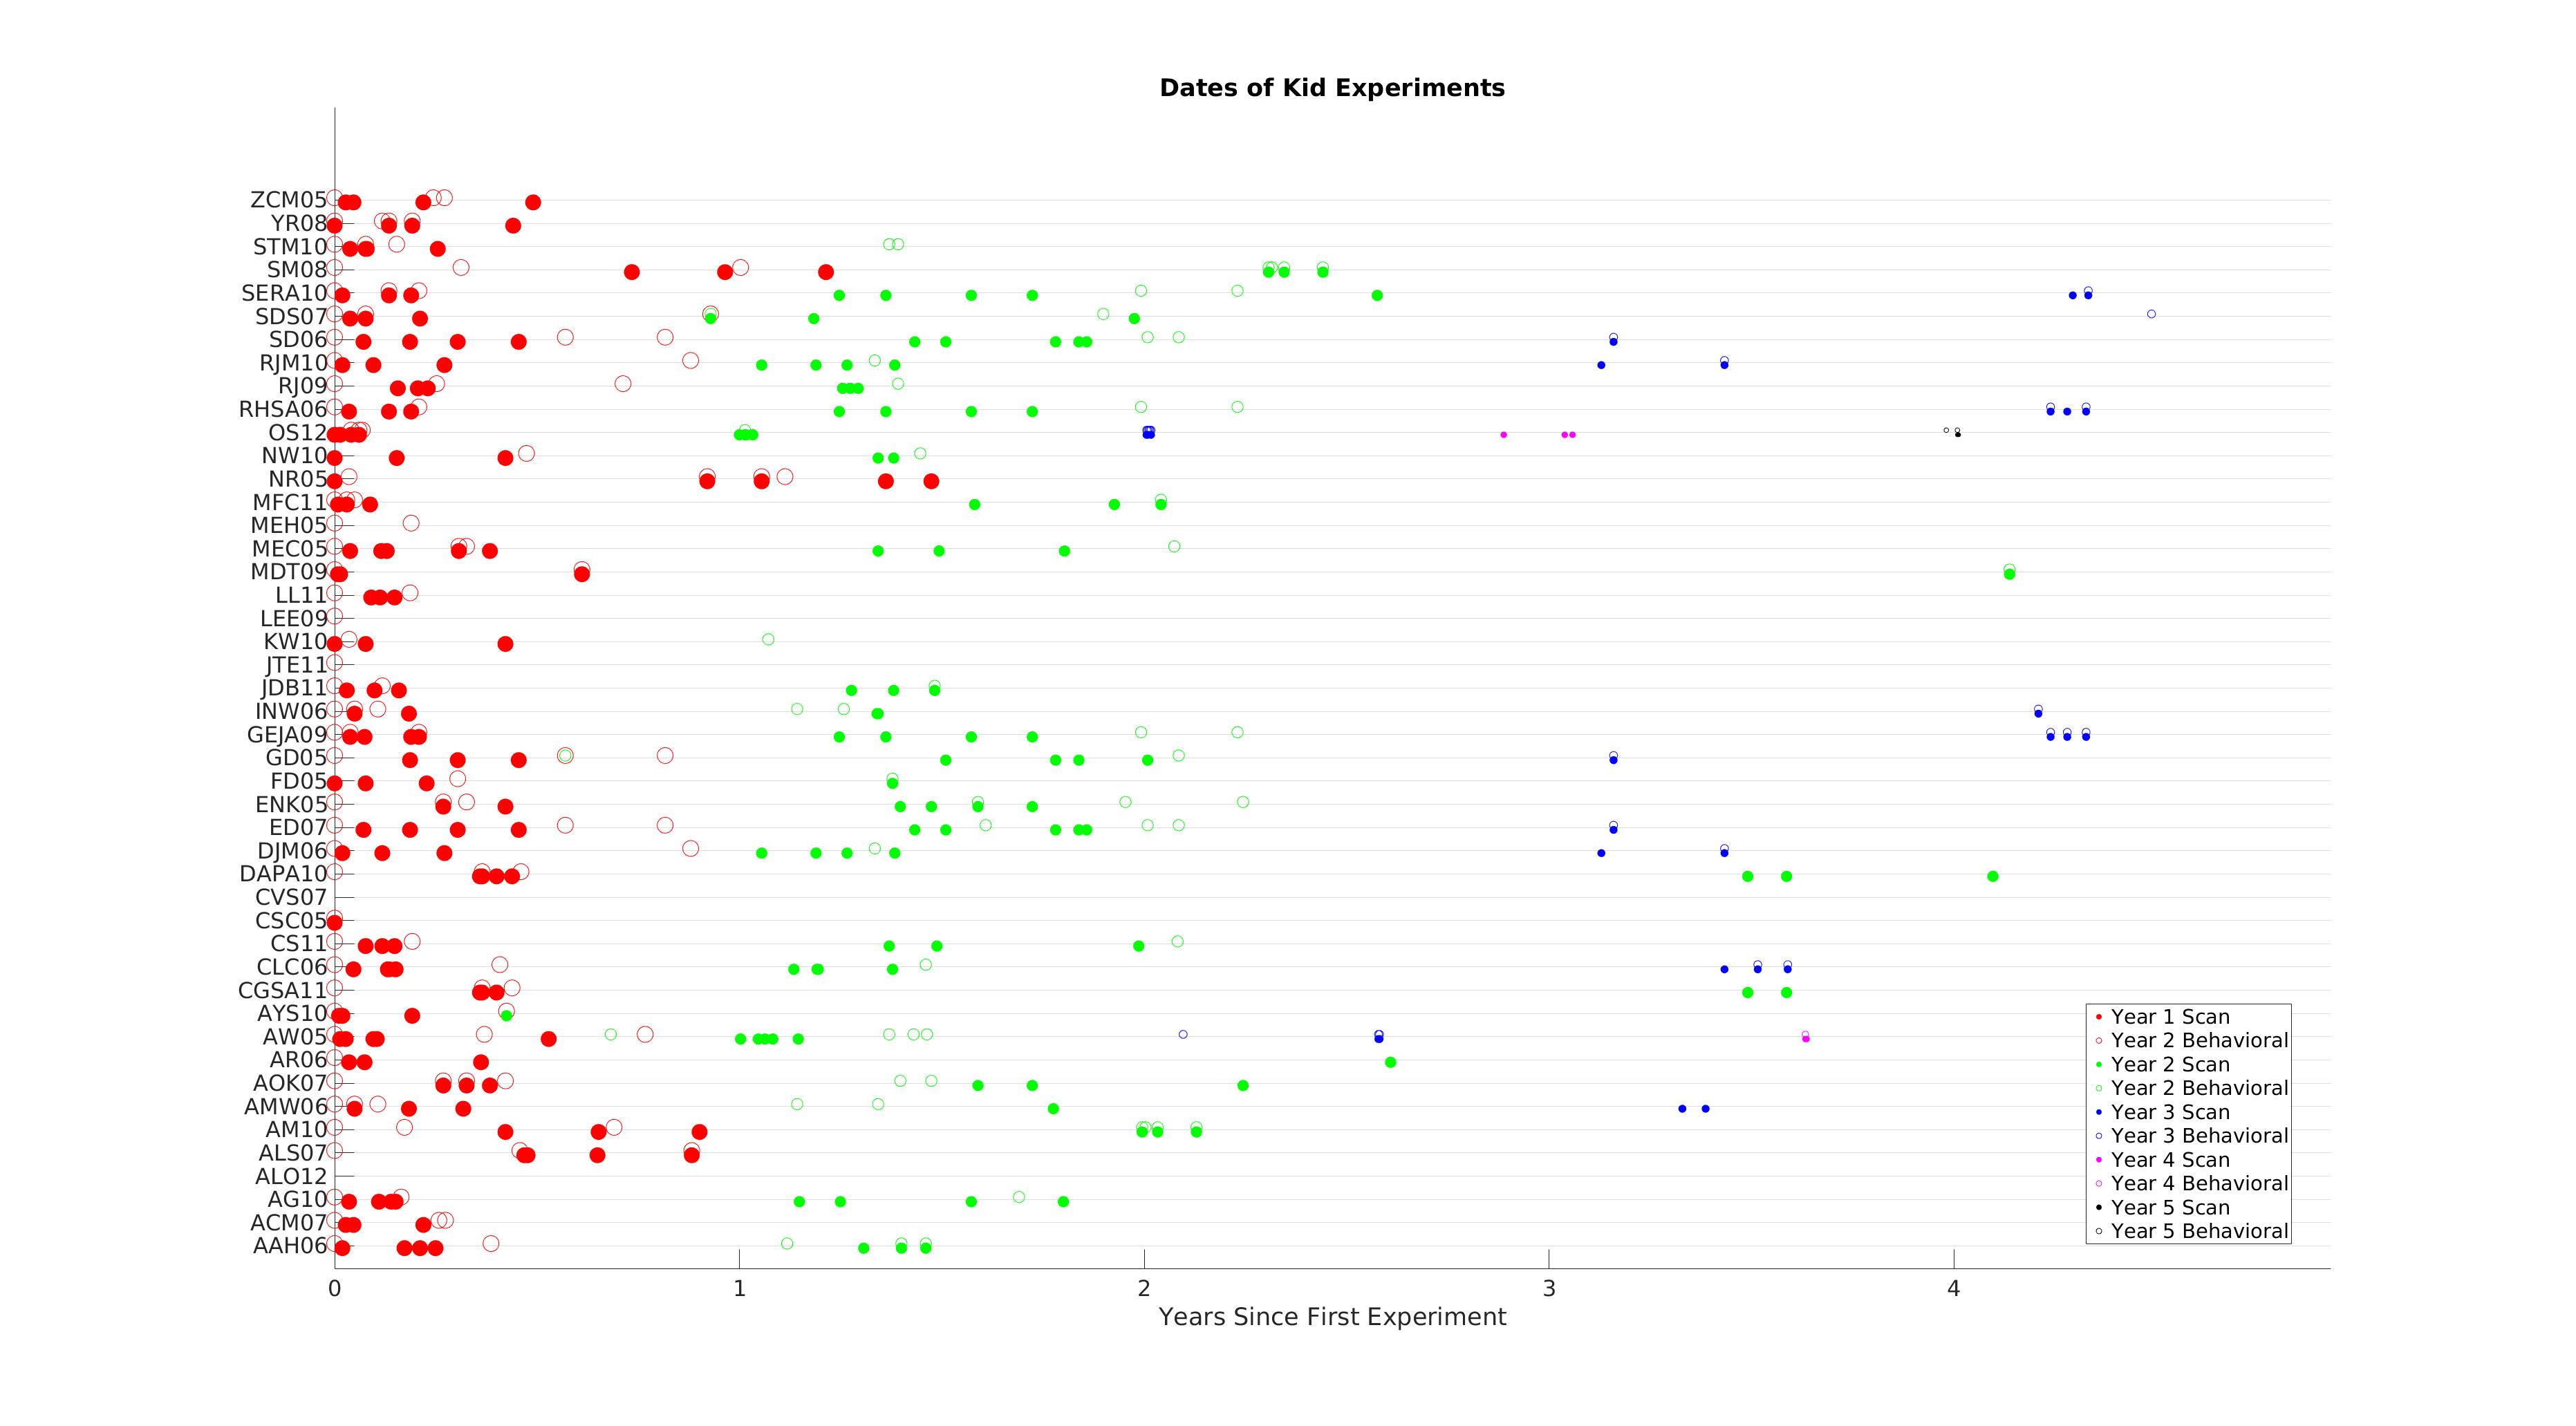 Dates of Kid Experiments
ZCM05
YR08
STM10
SM08
SERA10
SDS07
SD06
RJM10
RJ09
RHSA06
OS12
NW10
NR05
MFC11
MEH05
MEC05
MDT09
LL11
LEE09
KW10
JTE11
JDB11
INW06
GEJA09
GD05
FD05
ENK05
ED07
DJM06
DAPA10
CVS07
CSC05
CS11
CLC06
CGSA11
AYS10
AW05
AR06
AOK07
AMW06
AM10
ALS07
ALO12
AG10
ACM07
AAH06
Year 1 Scan
Year 2 Behavioral
Year 2 Scan
Year 2 Behavioral
Year 3 Scan
Year 3 Behavioral
Year 4 Scan
Year 4 Behavioral
Year 5 Scan
Year 5 Behavioral
0 1 2 3 4
Years Since First Experiment